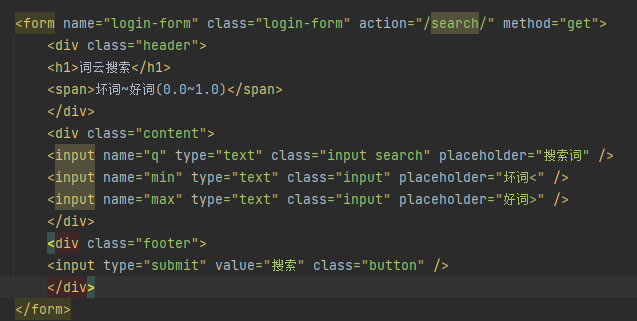 <form name="login-form" class="login-form" action="/search/" method="get">
<div class="header">
<h1>词云搜索</h1>
<span>坏词~好词(0.0~1.0)</span>
</div>
<div class="content">
<input name="q" type="text" class="input search" placeholder="搜索词" />
<input name="min" type="text" class="input" placeholder="坏词<" />
<input name="max" type="text" class="input" placeholder="好词>" />
</div>
<div class="footer">
<input type="submit" value="搜索" class="button" />
</div>
</form>